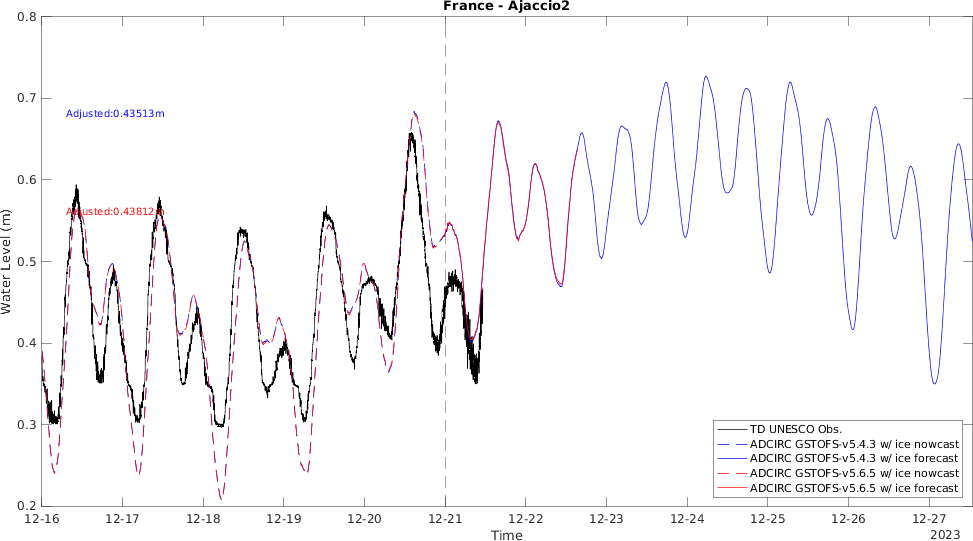 France - Ajaccio2
0.8
0.7
0.6
0.5
0.4
0.3
0.2
Water Level (m)
Adjusted:0.43513m
Adjusted:0.43812m
TD UNESCO Obs.
ADCIRC GSTOFS-v5.4.3 w/ ice nowcast
ADCIRC GSTOFS-v5.4.3 w/ ice forecast
ADCIRC GSTOFS-v5.6.5 w/ ice nowcast
ADCIRC GSTOFS-v5.6.5 w/ ice forecast
12-16 12-17 12-18 12-19 12-20 12-21 12-22 12-23 12-24 12-25 12-26 12-27
Time
2023